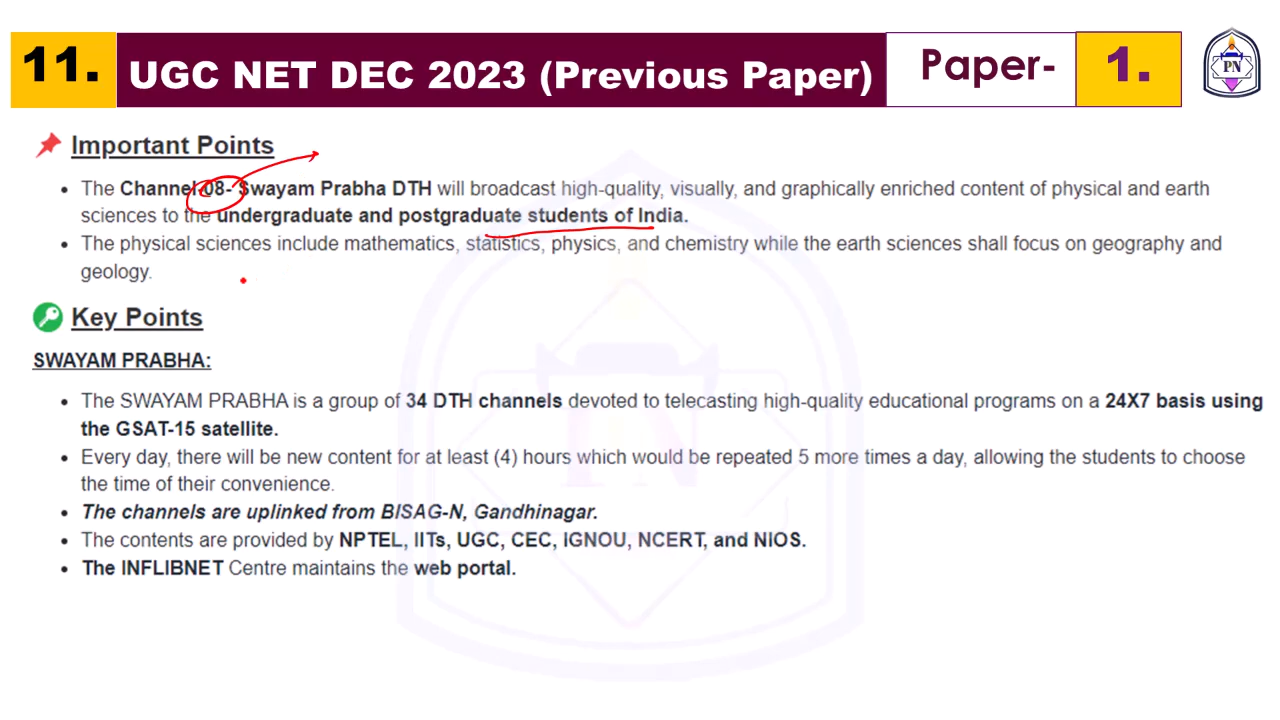 11. UGC NET DEC 2023 (Previous Paper) Paper- 1.
PN
Important Points
The Channel-08- Swayam Prabha DTH will broadcast high-quality, visually, and graphically enriched content of physical and earth
sciences to the undergraduate and postgraduate students of India.
The physical sciences include mathematics, statistics, physics, and chemistry while the earth sciences shall focus on geography and
geology.
Key Points
SWAYAM PRABHA:
The SWAYAM PRABHA is a group of 34 DTH channels devoted to telecasting high-quality educational programs on a 24X7 basis using
the GSAT-15 satellite.
Every day, there will be new content for at least (4) hours which would be repeated 5 more times a day, allowing the students to choose
the time of their convenience.
The channels are uplinked from BISAG-N, Gandhinagar.
The contents are provided by NPTEL, IITs, UGC, CEC, IGNOU, NCERT, and NIOS.
The INFLIBNET Centre maintains the web portal.